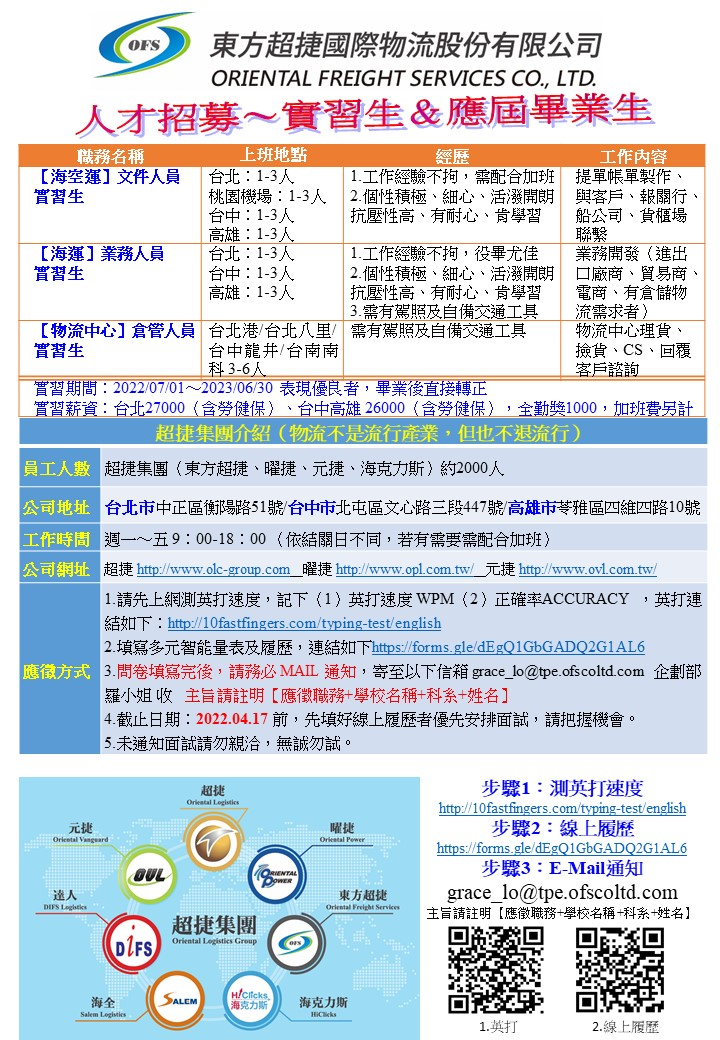 OFS
東方超捷國際物流股份有限公司
ORIENTAL FREIGHT SERVICES CO., LTD.
人才招募～實習生＆應屆畢業生
職務名稱 上班地點 經歷 工作內容
【海空運】文件人員
實習生
台北：1-3人
桃園機場：1-3人
台中：1-3人
高雄：1-3人
1.工作經驗不拘，需配合加班
2.個性積極、細心、活潑開朗
抗壓性高、有耐心、肯學習
提單帳單製作、
與客戶、報關行、
船公司、貨櫃場
聯繫
【海運】業務人員
實習生
台北：1-3人
台中：1-3人
高雄：1-3人
1.工作經驗不拘，役畢尤佳
2.個性積極、細心、活潑開朗
抗壓性高、有耐心、肯學習
3.需有駕照及自備交通工具
業務開發（進出
口廠商、貿易商、
電商、有倉儲物
流需求者）
【物流中心】倉管人員
實習生
台北港/台北八里/
台中龍井/台南南
科 3-6人
需有駕照及自備交通工具
物流中心理貨、
撿貨、CS、回覆
客戶諮詢
實習期間：2022/07/01～2023/06/30 表現優良者，畢業後直接轉正
實習薪資：台北27000（含勞健保）、台中高雄 26000（含勞健保），全勤獎1000，加班費另計
超捷集團介紹（物流不是流行產業，但也不退流行）
員工人數 超捷集團（東方超捷、曜捷、元捷、海克力斯）約2000人
公司地址 台北市中正區衡陽路51號/台中市北屯區文心路三段447號/高雄市苓雅區四維四路10號
工作時間 週一～五 9：00-18：00（依結關日不同，若有需要需配合加班）
公司網址 超捷 http://www.olc-group.com 曜捷 http://www.opl.com.tw/ 元捷 http://www.ovl.com.tw/
應徵方式
1.請先上網測英打速度，記下（1）英打速度 WPM（2）正確率ACCURACY ，英打連
結如下：http://10fastfingers.com/typing-test/english
2.填寫多元智能量表及履歷，連結如下https://forms.gle/dEgQ1GbGADQ2G1AL6
3.問卷填寫完後，請務必 MAIL 通知，寄至以下信箱 grace_lo@tpe.ofscoltd.com 企劃部
羅小姐 收 主旨請註明【應徵職務+學校名稱+科系+姓名】
4.截止日期：2022.04.17 前，先填好線上履歷者優先安排面試，請把握機會。
5.未通知面試請勿親洽，無誠勿試。
超捷
Oriental Logistics
元捷
Oriental Vanguard
OVL
曜捷
Oriental Power
ORIENTAL
POWER
達人
DIFS Logistics
DIFS
超捷集團
Oriental Logistics Group
東方超捷
Oriental Freight Services
OFS
海全
Salem Logistics
SALEM
HiClicks
海克力斯
海克力斯
HiClicks
步驟1：測英打速度
http://10fastfingers.com/typing-test/english
步驟2：線上履歷
https://forms.gle/dEgQ1GbGADQ2G1AL6
步驟3：E-Mail通知
grace_lo@tpe.ofscoltd.com
主旨請註明【應徵職務+學校名稱+科系+姓名】
1.英打 2.線上履歷